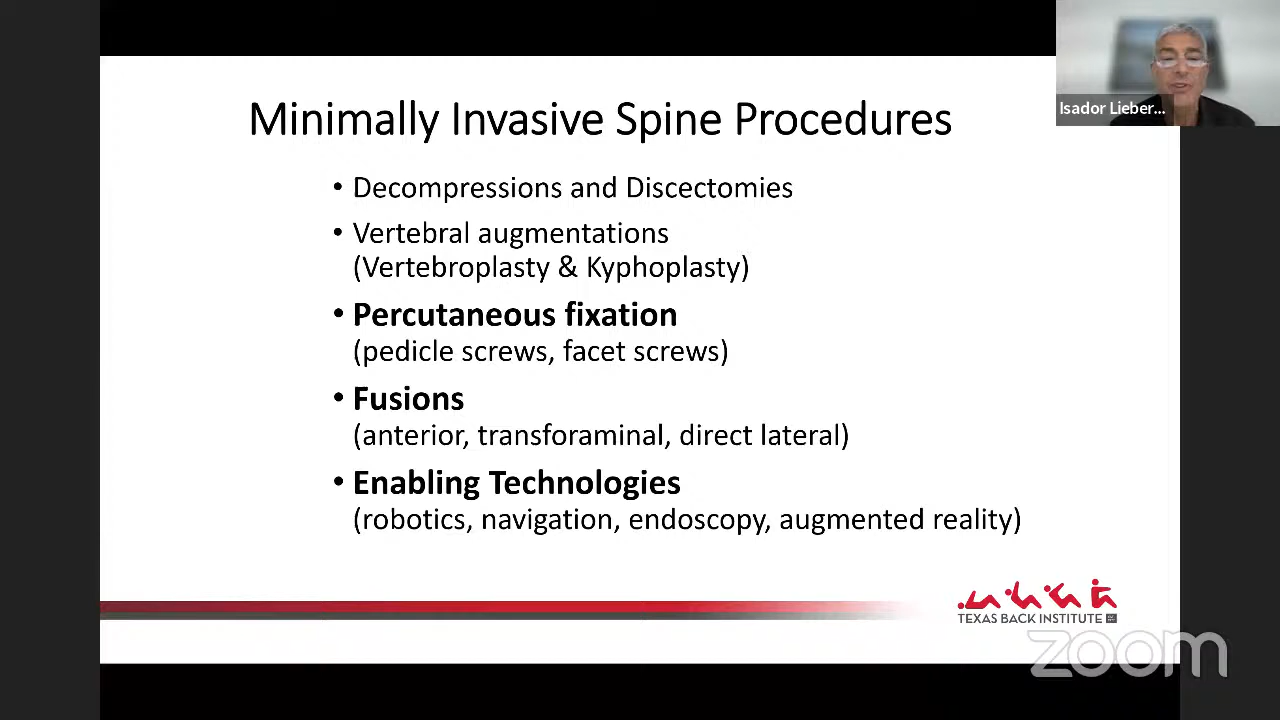 Minimally Invasive Spine Procedures
Isador Lieber...
• Decompressions and Discectomies
• Vertebral augmentations
(Vertebroplasty & Kyphoplasty)
• Percutaneous fixation
(pedicle screws, facet screws)
• Fusions
(anterior, transforaminal, direct lateral)
• Enabling Technologies
(robotics, navigation, endoscopy, augmented reality)
TEXAS BACK INSTITUTE
zoom